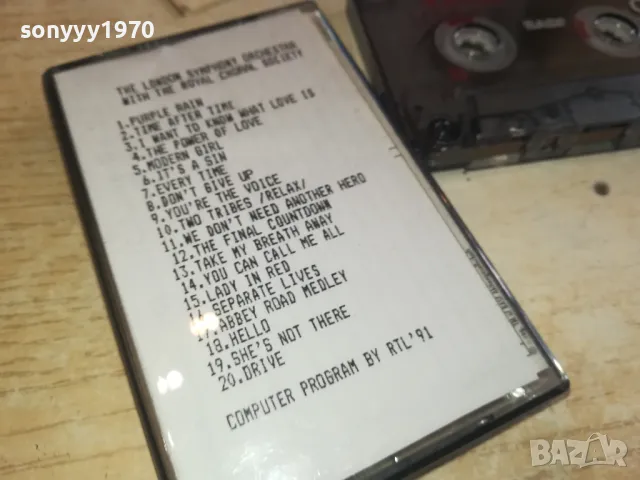 sonyyy1970
THE LONDON SYMPHONY ORCHESTRA
WITH THE ROYAL CHORAL SOCIETY
1.PURPLE RAIN
2.TIME AFTER TIME
3.I WANT TO KNOW WHAT LOVE IS
4.THE POWER OF LOVE
5.MODERN GIRL
6.IT'S A SIN
7.EVERY TIME
8.DON'T GIVE UP
9.YOU'RE THE VOICE
10.TWO TRIBES /RELAX/
11.WE DON'T NEED ANOTHER HERO
12.THE FINAL COUNTDOWN
13.TAKE MY BREATH AWAY
14.YOU CAN CALL ME ALL
15.LADY IN RED
16.SEPARATE LIVES
17.ABBEY ROAD MEDLEY
18.HELLO
19.SHE'S NOT THERE
20.DRIVE
COMPUTER PROGRAM BY RTL'91
A
BAZAR
bg